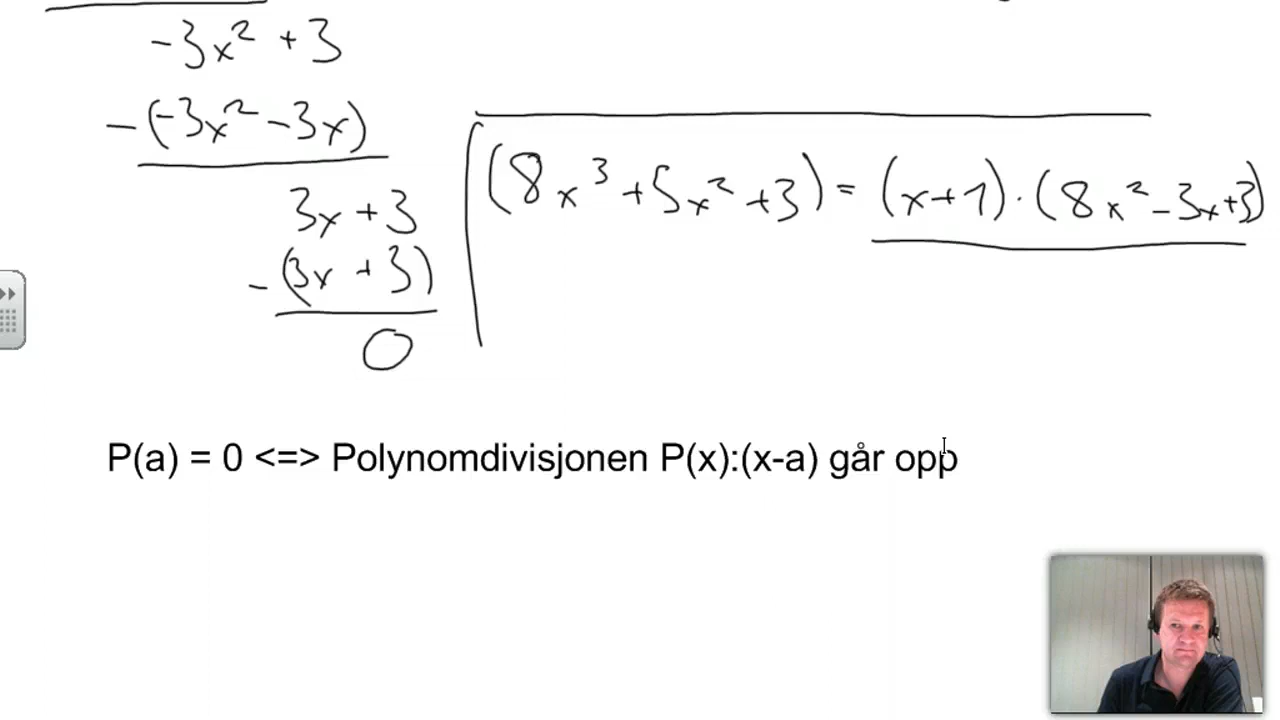 -3x² + 3
-(-3x² - 3x)
3x + 3
-(3x + 3)
0
(8x³ + 5x² + 3) = (x+1) · (8x² - 3x + 3)
P(a) = 0 <=> Polynomdivisjonen P(x):(x-a) går opp